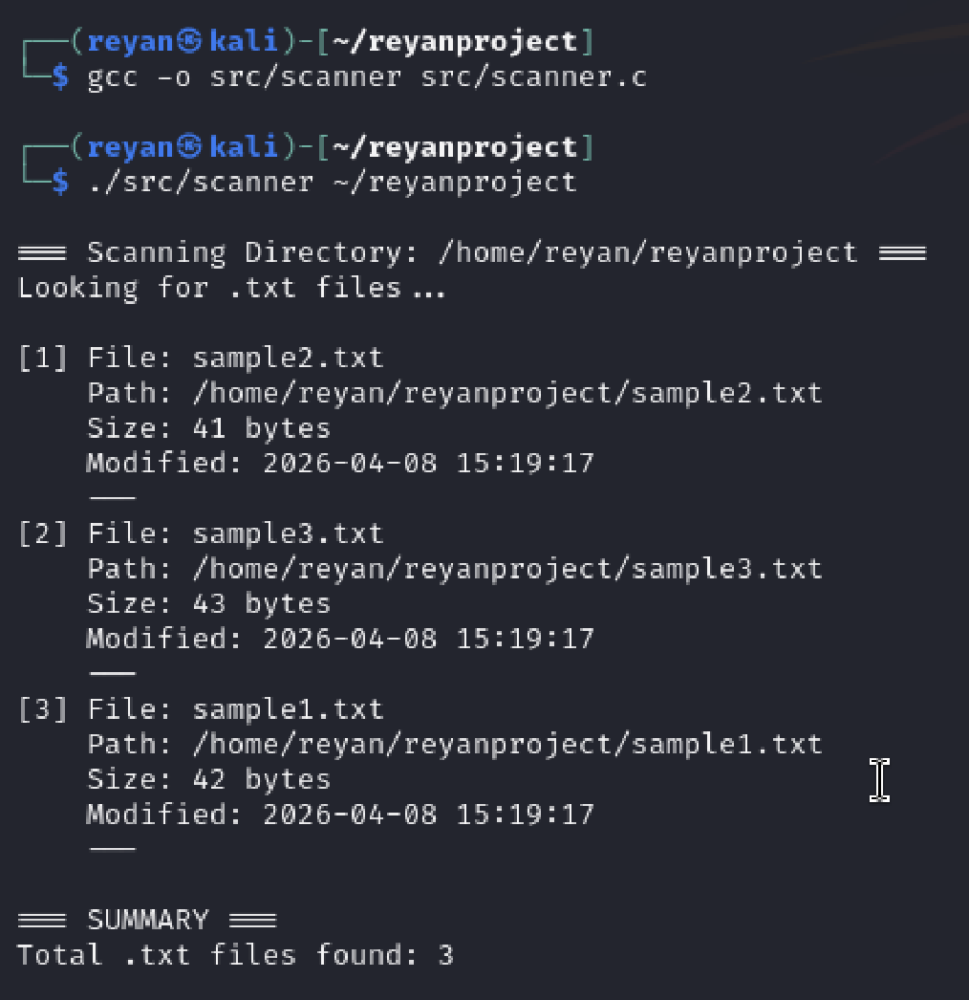 ┌──(reyan㉿kali)-[~/reyanproject]
└─$ gcc -o src/scanner src/scanner.c
┌──(reyan㉿kali)-[~/reyanproject]
└─$ ./src/scanner ~/reyanproject
=== Scanning Directory: /home/reyan/reyanproject ===
Looking for .txt files...
[1] File: sample2.txt
Path: /home/reyan/reyanproject/sample2.txt
Size: 41 bytes
Modified: 2026-04-08 15:19:17
---
[2] File: sample3.txt
Path: /home/reyan/reyanproject/sample3.txt
Size: 43 bytes
Modified: 2026-04-08 15:19:17
---
[3] File: sample1.txt
Path: /home/reyan/reyanproject/sample1.txt
Size: 42 bytes
Modified: 2026-04-08 15:19:17
---
=== SUMMARY ===
Total .txt files found: 3